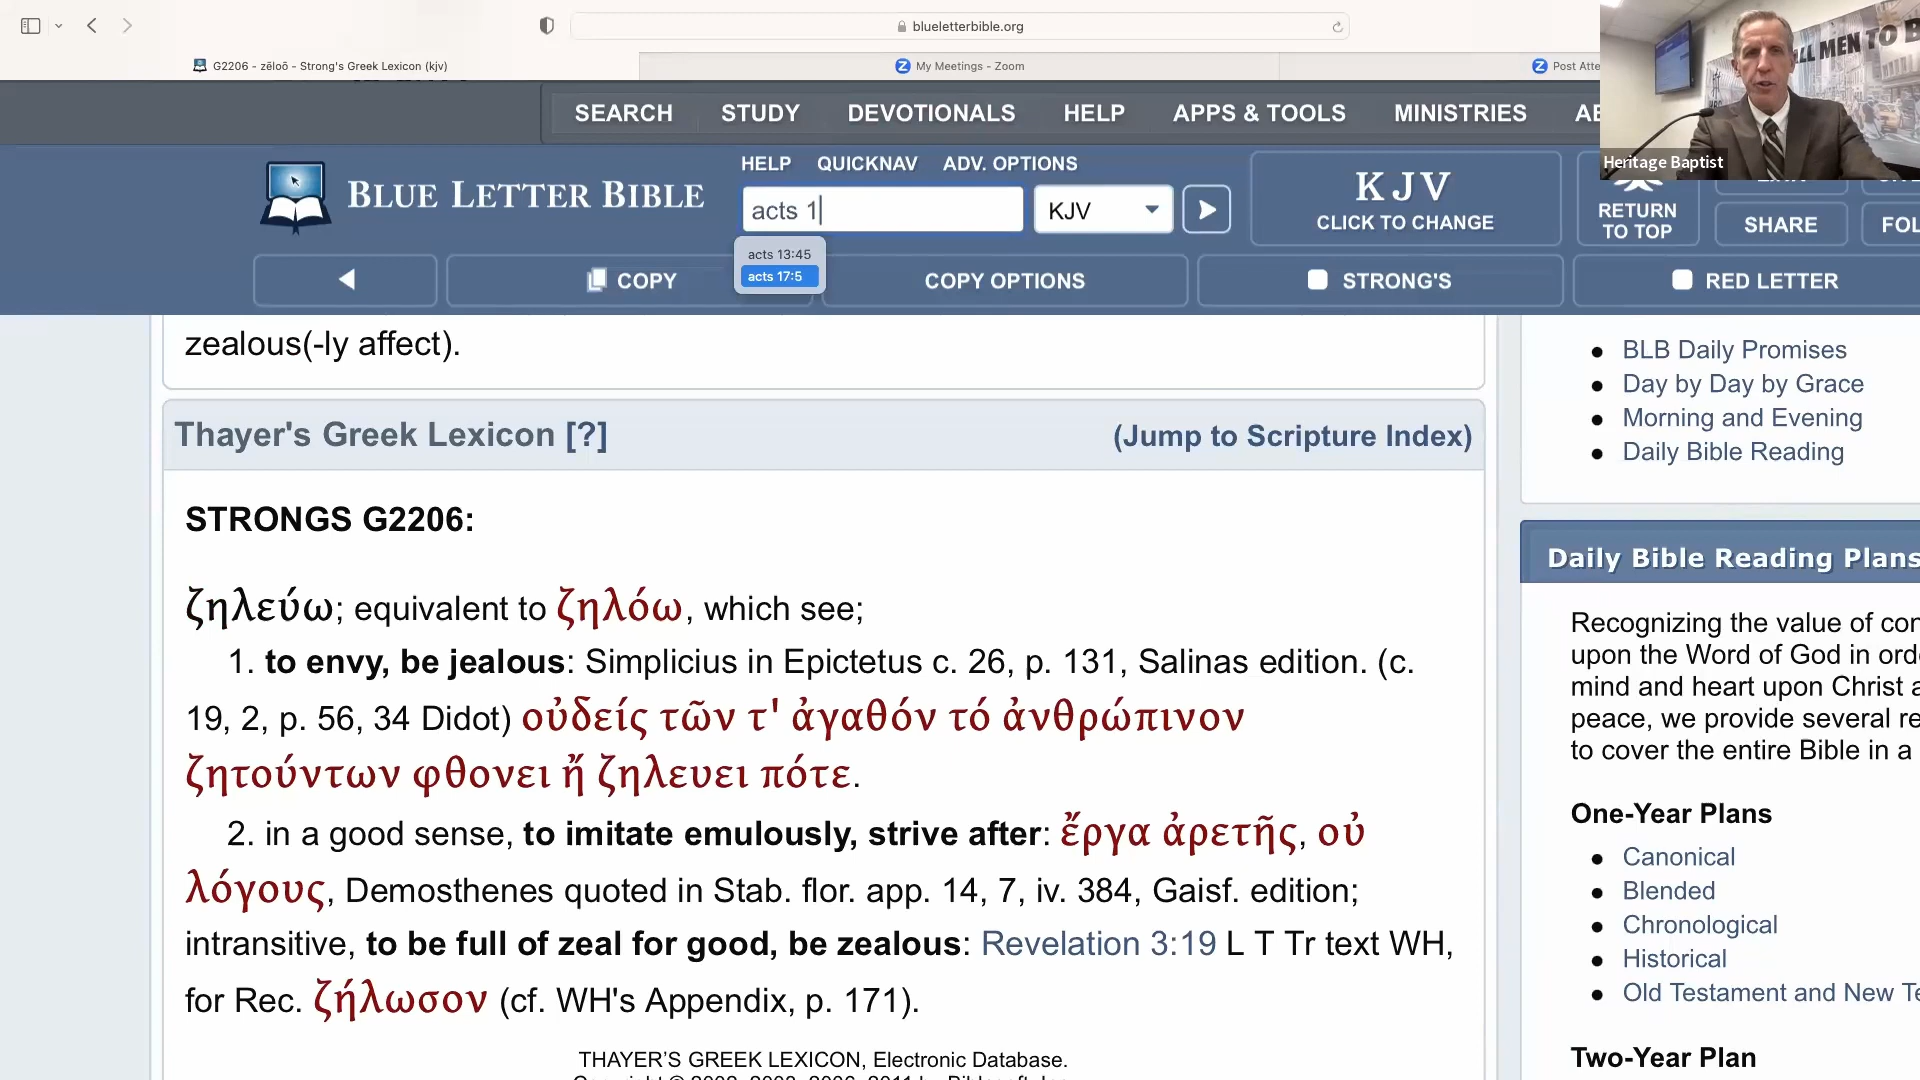 blueletterbible.org
G2206 - zēloō - Strong's Greek Lexicon (kjv)
My Meetings - Zoom
Post Atte
ALL MEN TO B
Heritage Baptist
SEARCH STUDY DEVOTIONALS HELP APPS & TOOLS MINISTRIES
HELP QUICKNAV ADV. OPTIONS
BLUE LETTER BIBLE
acts 1
KJV
KJV
CLICK TO CHANGE
RETURN
TO TOP
SHARE
FOL
acts 13:45
acts 17:5
COPY
COPY OPTIONS
STRONG'S
RED LETTER
zealous(-ly affect).
Thayer's Greek Lexicon [?]
(Jump to Scripture Index)
STRONGS G2206:
ζηλεύω; equivalent to ζηλόω, which see;
1. to envy, be jealous: Simplicius in Epictetus c. 26, p. 131, Salinas edition. (c.
19, 2, p. 56, 34 Didot) οὐδείς τῶν τ' ἀγαθόν τό ἀνθρώπινον
ζητούντων φθονει ἤ ζηλευει πότε.
2. in a good sense, to imitate emulously, strive after: ἔργα ἀρετῆς, οὐ
λόγους, Demosthenes quoted in Stab. flor. app. 14, 7, iv. 384, Gaisf. edition;
intransitive, to be full of zeal for good, be zealous: Revelation 3:19 L T Tr text WH,
for Rec. ζήλωσον (cf. WH's Appendix, p. 171).
THAYER'S GREEK LEXICON, Electronic Database.
BLB Daily Promises
Day by Day by Grace
Morning and Evening
Daily Bible Reading
Daily Bible Reading Plans
Recognizing the value of con
upon the Word of God in orde
mind and heart upon Christ a
peace, we provide several re
to cover the entire Bible in a
One-Year Plans
Canonical
Blended
Chronological
Historical
Old Testament and New Te
Two-Year Plan